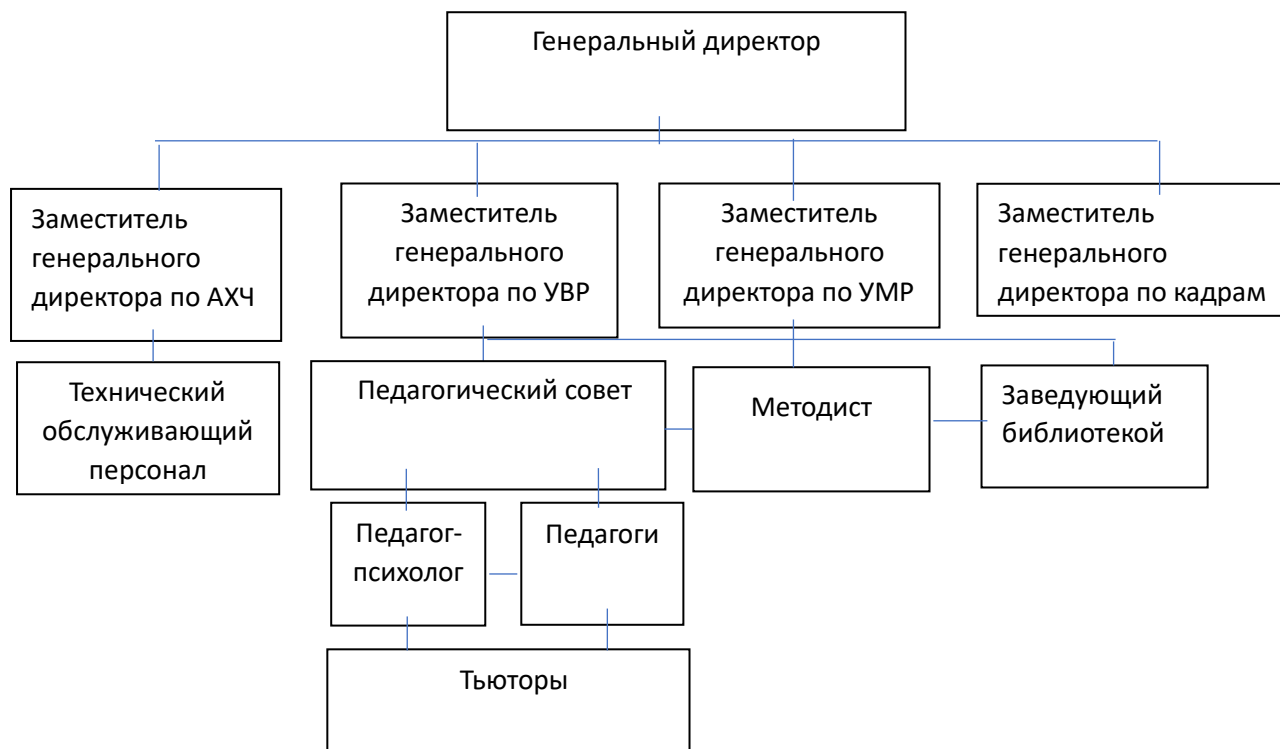 Генеральный директор
Заместитель
генерального
директора по АХЧ
Заместитель
генерального
директора по УВР
Заместитель
генерального
директора по УМР
Заместитель
генерального
директора по кадрам
Технический
обслуживающий
персонал
Педагогический совет
Методист
Заведующий
библиотекой
Педагог-
психолог
Педагоги
Тьюторы